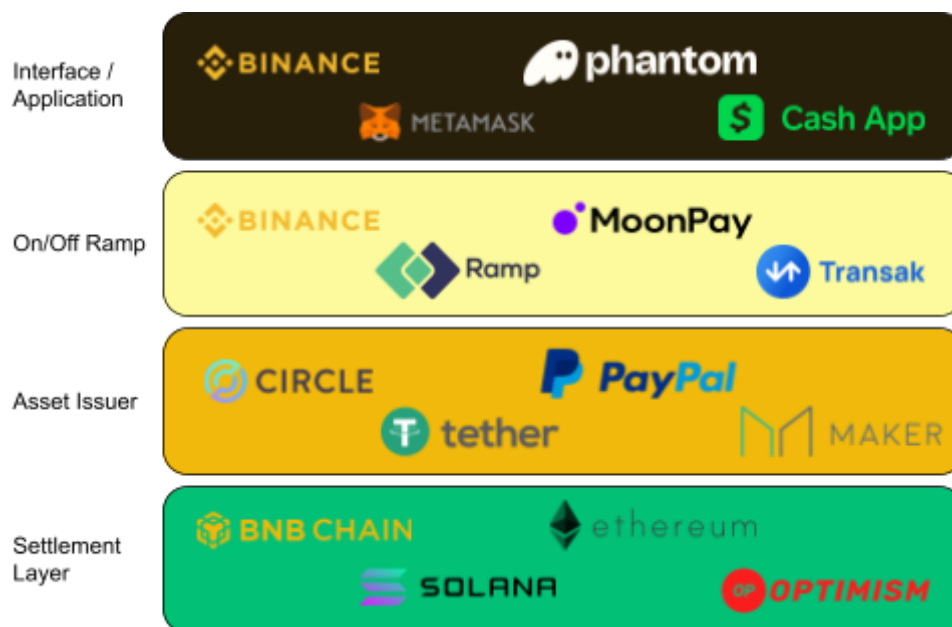 Interface /
Application
BINANCE
phantom
METAMASK
$ Cash App
On/Off Ramp
BINANCE
MoonPay
Ramp
Transak
Asset Issuer
CIRCLE
PayPal
T tether
MAKER
Settlement
Layer
BNB CHAIN
ethereum
SOLANA
OP OPTIMISM